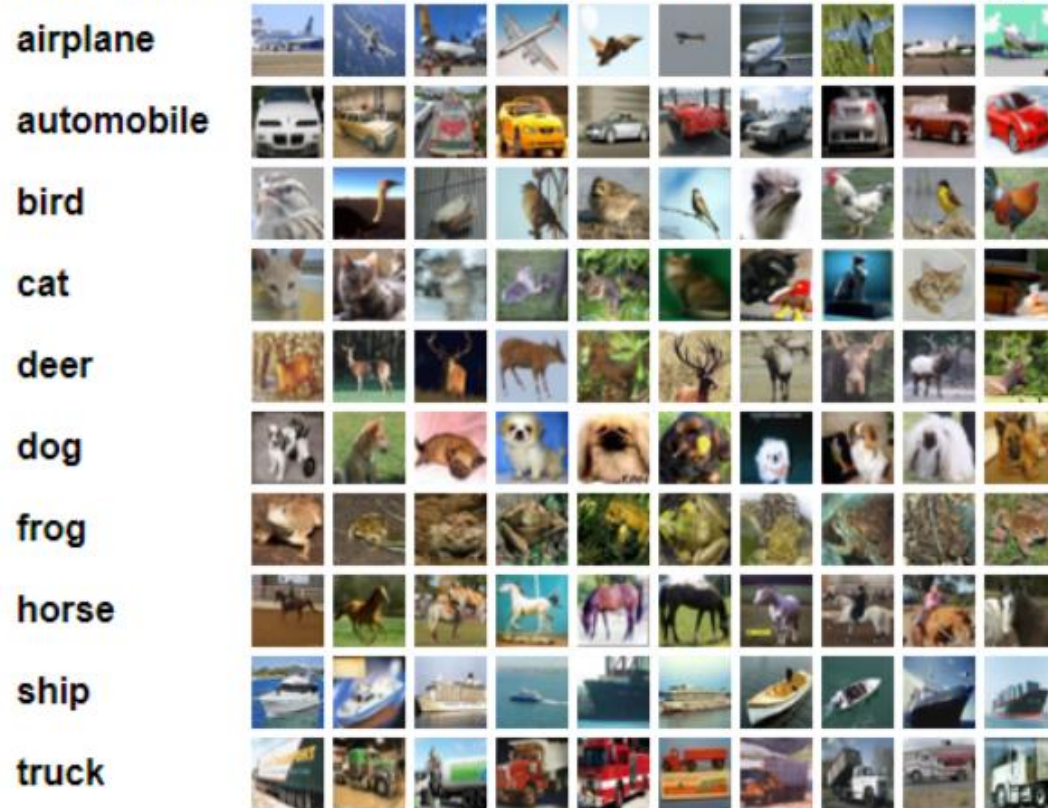 airplane
automobile
bird
cat
deer
dog
frog
horse
ship
truck